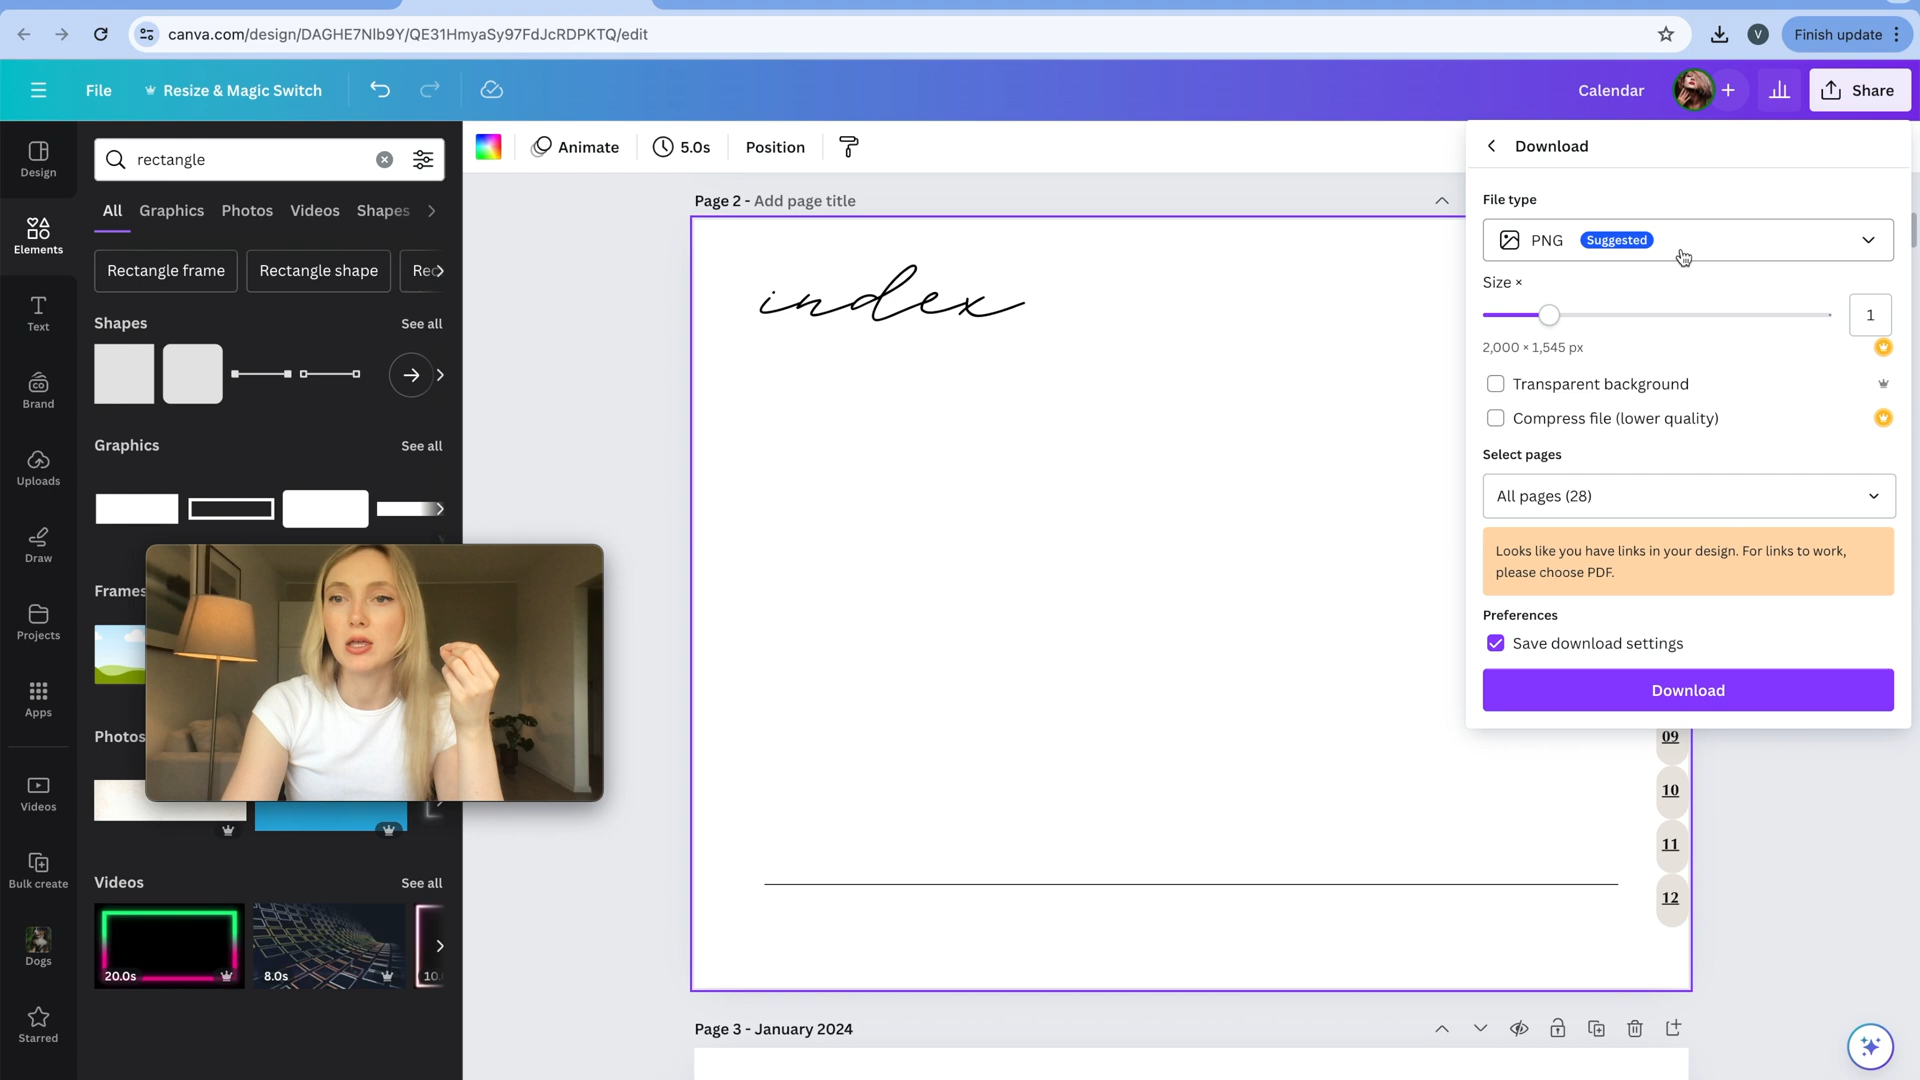 canva.com/design/DAGHE7Nlb9Y/QE31HmyaSy97FdJcRDPKTQ/edit
V
Finish update
File
Resize & Magic Switch
Calendar
Share
Design
Elements
Text
Brand
Uploads
Draw
Projects
Apps
Videos
Bulk create
Dogs
Starred
rectangle
All Graphics Photos Videos Shapes
Rectangle frame
Rectangle shape
Rec
Shapes
See all
Graphics
See all
Frames
Photos
Videos
See all
20.0s
8.0s
10.
Animate
5.0s
Position
Page 2 - Add page title
index
09
10
11
12
Page 3 - January 2024
Download
File type
PNG Suggested
Size ×
1
2,000 × 1,545 px
Transparent background
Compress file (lower quality)
Select pages
All pages (28)
Looks like you have links in your design. For links to work,
please choose PDF.
Preferences
Save download settings
Download